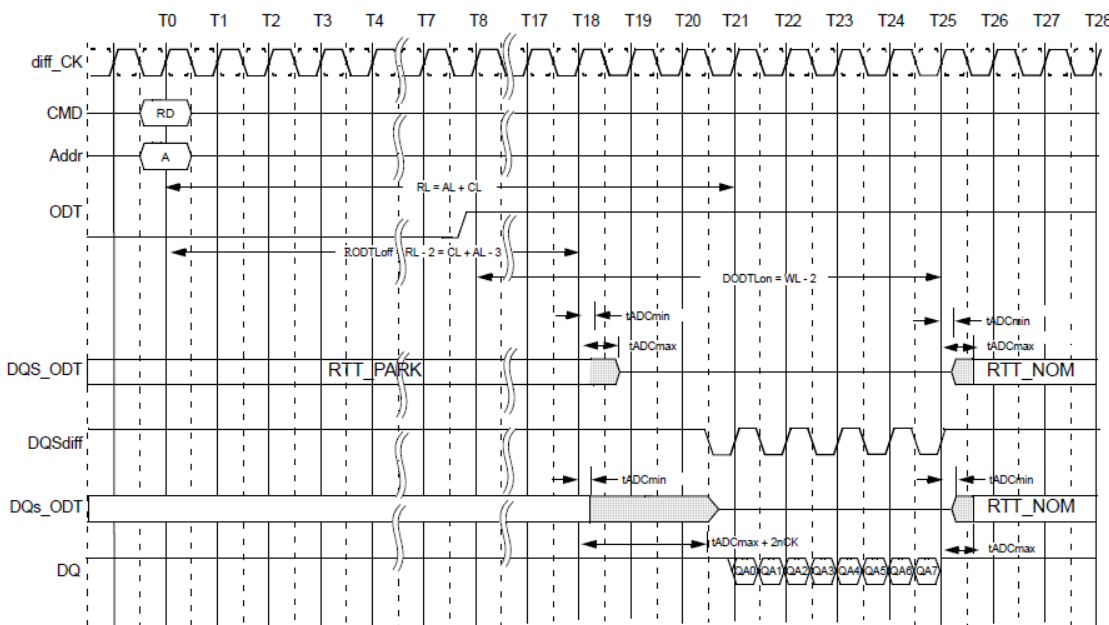 T0 T1 T2 T3 T4 T7 T8 T17 T18 T19 T20 T21 T22 T23 T24 T25 T26 T27 T28
diff_CK
CMD RD
Addr A
RL = AL + CL
ODT
RODTLoff RL - 2 = CL + AL - 3
DODTLon = WL - 2
tADCmin tADCmin
tADCmax tADCmax
DQS_ODT RTT_PARK RTT_NOM
DQSdiff
tADCmin tADCmin
DQs_ODT RTT_NOM
tADCmax + 2nCK tADCmax
DQ QA0 QA1 QA2 QA3 QA4 QA5 QA6 QA7